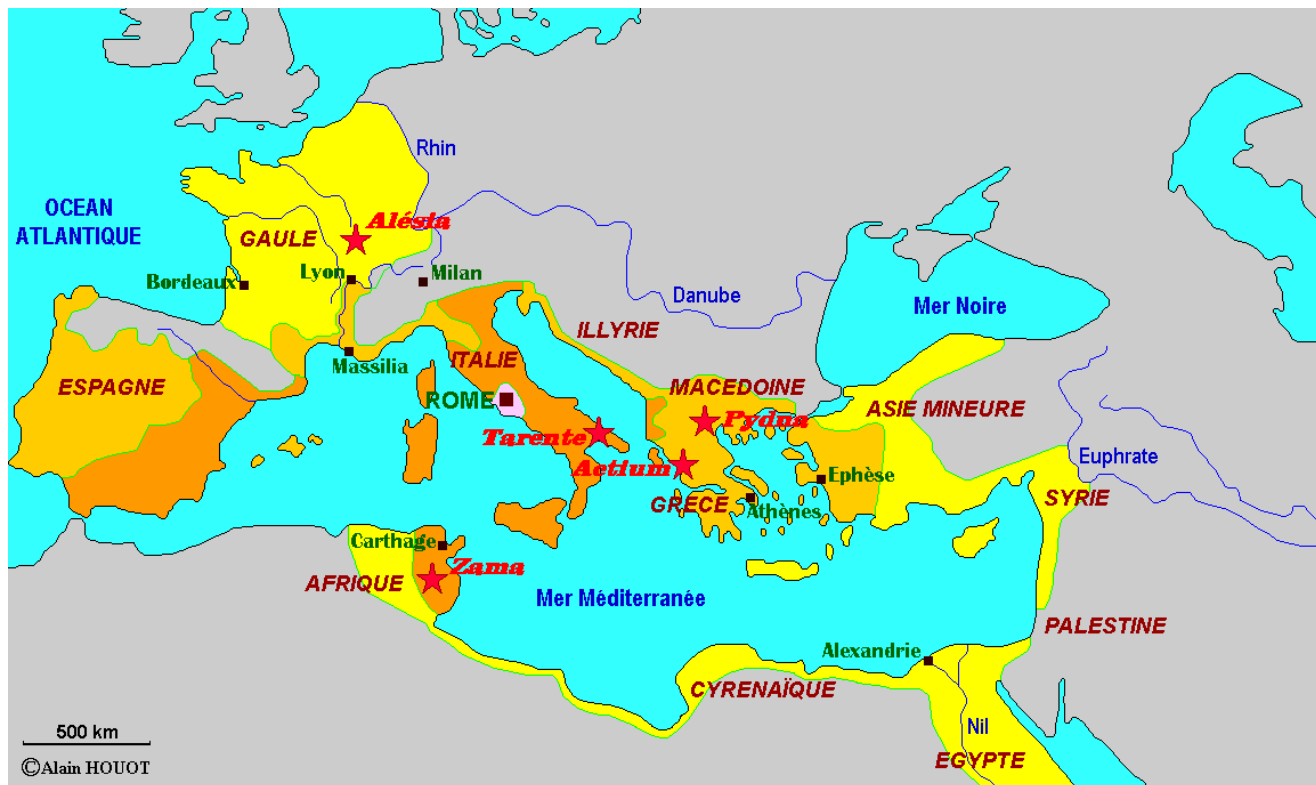 Rhin
OCEAN
ATLANTIQUE
Alésia
GAULE
Lyon
Milan
Bordeaux
Danube
Mer Noire
ILLYRIE
Massilia
ITALIE
ESPAGNE
MACEDOINE
ROME
ASIE MINEURE
Pydna
Tarente
Actium
Euphrate
Ephèse
SYRIE
GRECE
Athènes
Carthage
Zama
AFRIQUE
Mer Méditerranée
PALESTINE
Alexandrie
CYRENAÏQUE
Nil
500 km
EGYPTE
©Alain HOUOT